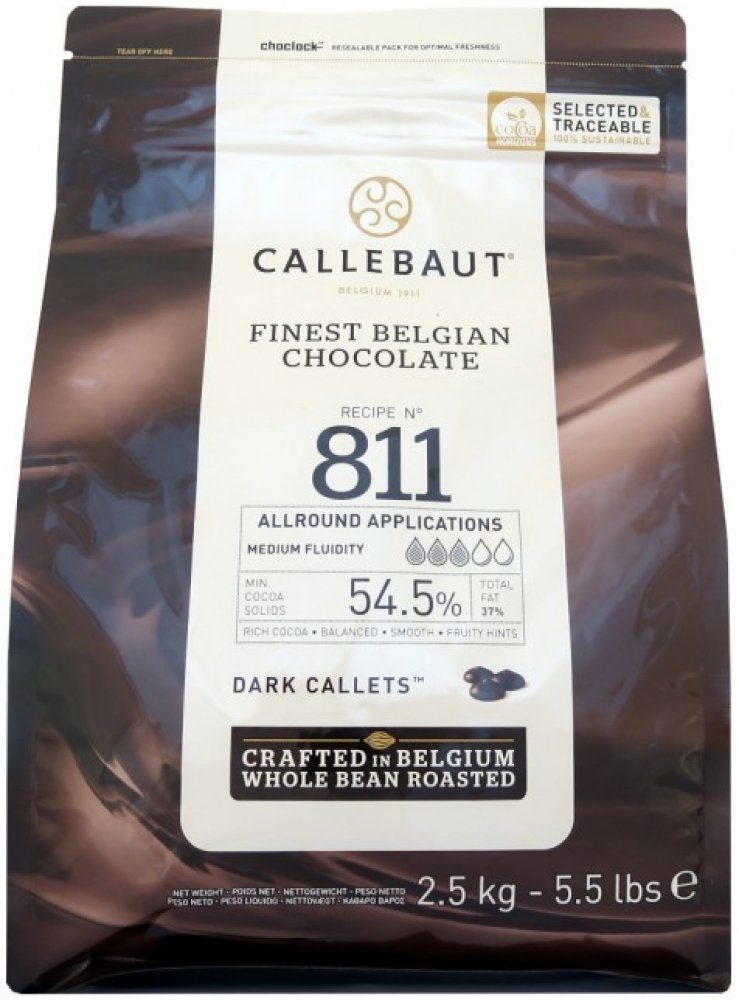 TEAR OFF HERE
choclock RESEALABLE PACK FOR OPTIMAL FRESHNESS
cocoa
HORIZONS
SELECTED&
TRACEABLE
100% SUSTAINABLE
CALLEBAUT®
BELGIUM 1911
FINEST BELGIAN
CHOCOLATE
RECIPE N°
811
ALLROUND APPLICATIONS
MEDIUM FLUIDITY
MIN.
COCOA
SOLIDS
54.5%
TOTAL
FAT
37%
RICH COCOA • BALANCED • SMOOTH • FRUITY HINTS
DARK CALLETS™
CRAFTED IN BELGIUM
WHOLE BEAN ROASTED
NET WEIGHT - POIDS NET - NETTOGEWICHT - PESO NETTO
PESO NETO - PESO LIQUIDO - NETTOVÆGT - ΚΑΘΑΡΟ ΒΑΡΟΣ
2.5 kg - 5.5 lbs e